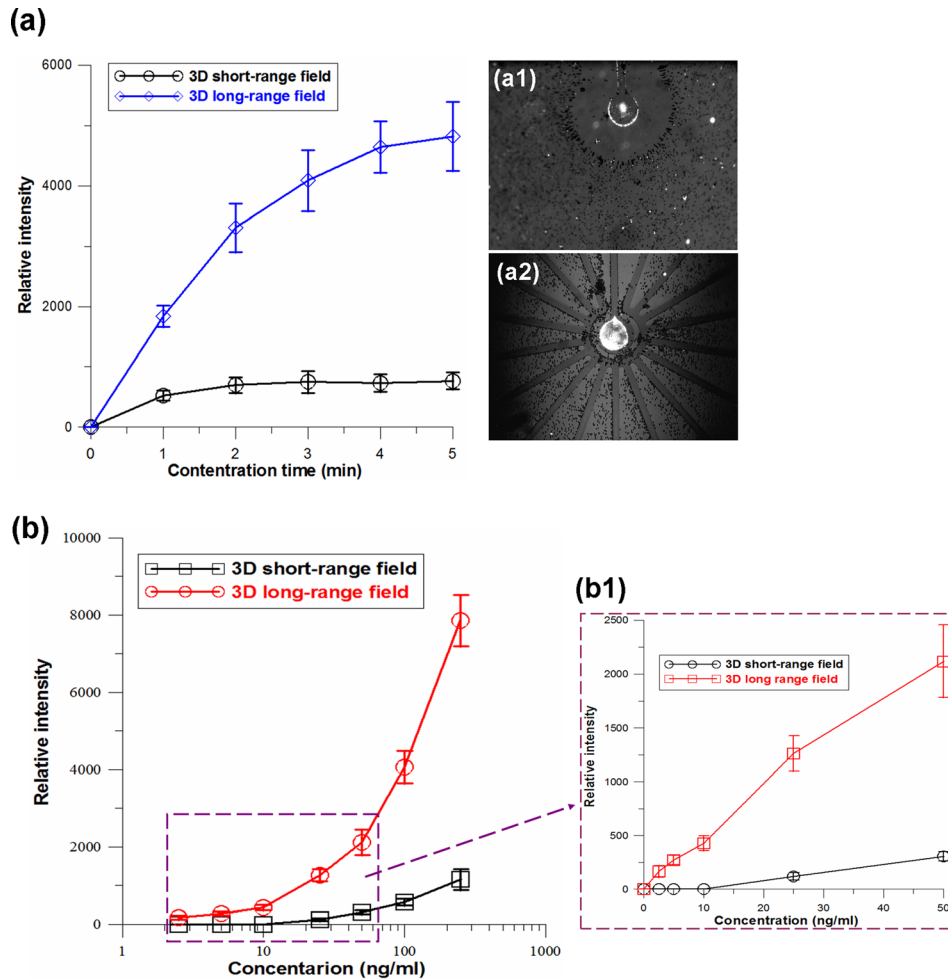 (a)
6000
4000
2000
0
Relative intensity
3D short-range field
3D long-range field
0 1 2 3 4 5
Contentration time (min)
(a1)
(a2)
(b)
10000
8000
6000
4000
2000
0
Relative intensity
3D short-range field
3D long-range field
1 10 100 1000
Concentarion (ng/ml)
(b1)
2500
2000
1500
1000
500
0
Relative intensity
3D short-range field
3D long range field
0 10 20 30 40 50
Concentration (ng/ml)